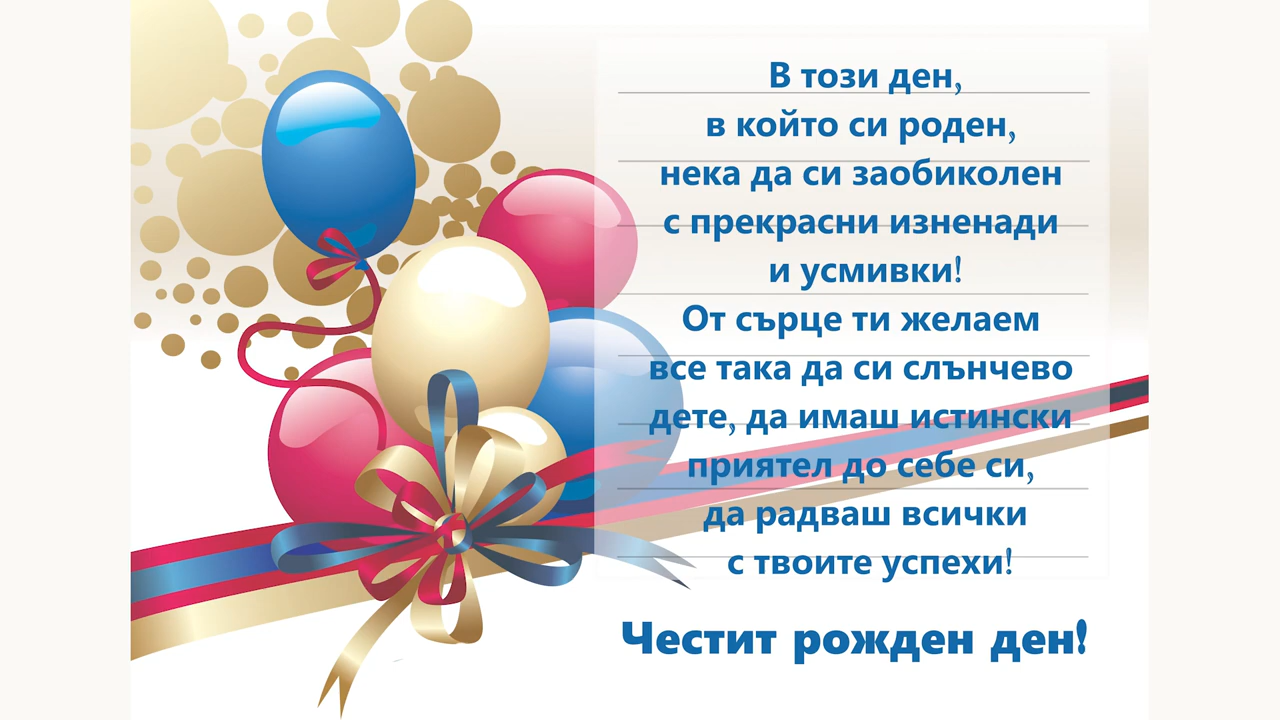 В този ден,
в който си роден,
нека да си заобиколен
с прекрасни изненади
и усмивки!
От сърце ти желаем
все така да си слънчево
дете, да имаш истински
приятел до себе си,
да радваш всички
с твоите успехи!
Честит рожден ден!